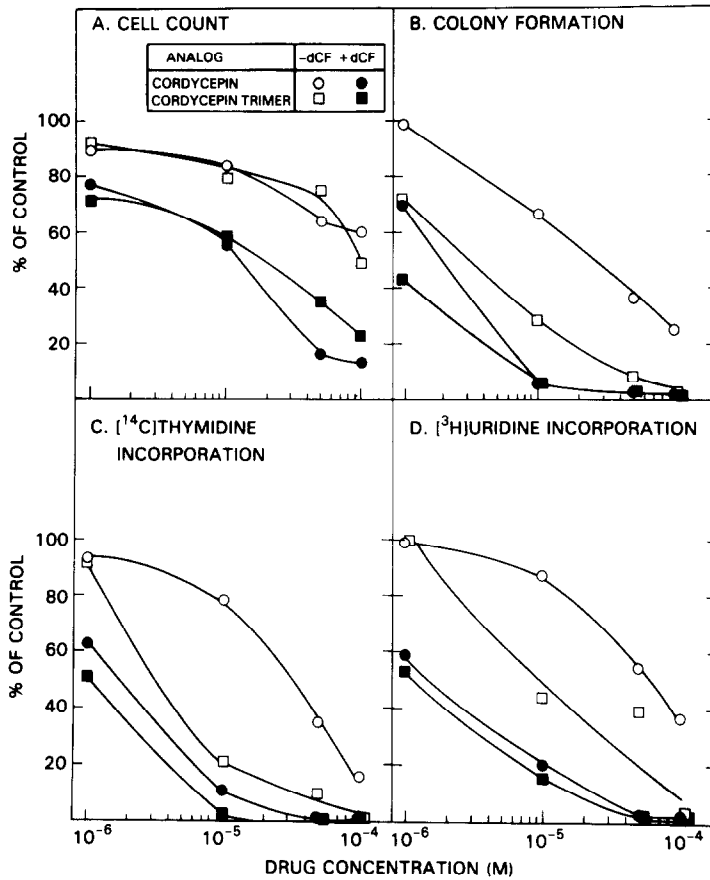 A. CELL COUNT
ANALOG −dCF +dCF
CORDYCEPIN
CORDYCEPIN TRIMER
B. COLONY FORMATION
% OF CONTROL
100
80
60
40
20
C. [¹⁴C]THYMIDINE
INCORPORATION
D. [³H]URIDINE INCORPORATION
% OF CONTROL
100
80
60
40
20
10⁻⁶ 10⁻⁵ 10⁻⁴
10⁻⁶ 10⁻⁵ 10⁻⁴
DRUG CONCENTRATION (M)